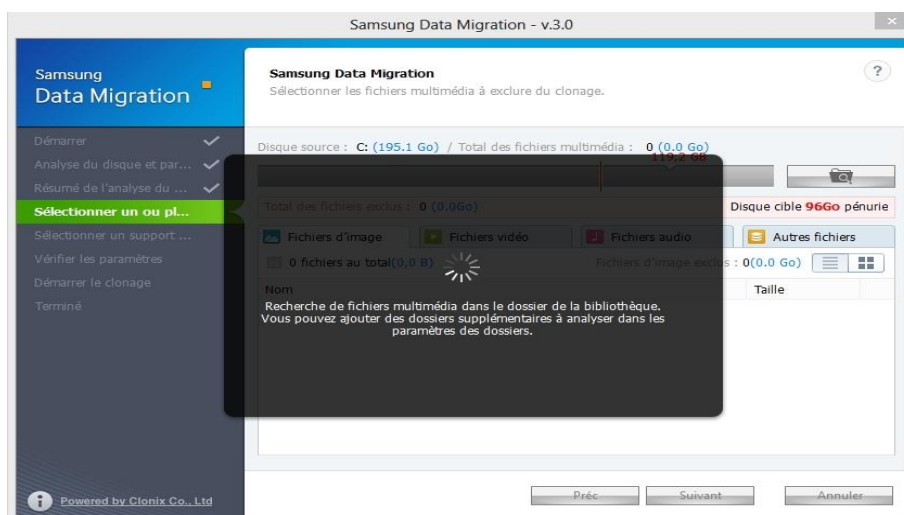 Samsung Data Migration - v.3.0
Samsung
Data Migration
Samsung Data Migration
Sélectionner les fichiers multimédia à exclure du clonage.
?
Démarrer
Analyse du disque et par...
Résumé de l'analyse du ...
Sélectionner un ou pl...
Sélectionner un support ...
Vérifier les paramètres
Démarrer le clonage
Terminé
Disque source : C: (195.1 Go) / Total des fichiers multimédia : 0 (0.0 Go)
119,2 GB
Total des fichiers exclus : 0 (0.0Go)
Disque cible 96Go pénurie
Fichiers d'image
Fichiers vidéo
Fichiers audio
Autres fichiers
0 fichiers au total(0,0 B)
Fichiers d'image exclus : 0(0.0 Go)
Nom
Taille
Recherche de fichiers multimédia dans le dossier de la bibliothèque.
Vous pouvez ajouter des dossiers supplémentaires à analyser dans les
paramètres des dossiers.
Powered by Clonix Co., Ltd
Préc
Suivant
Annuler